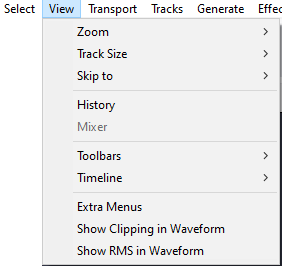 Select View Transport Tracks Generate Effec
Zoom
Track Size
Skip to
History
Mixer
Toolbars
Timeline
Extra Menus
Show Clipping in Waveform
Show RMS in Waveform